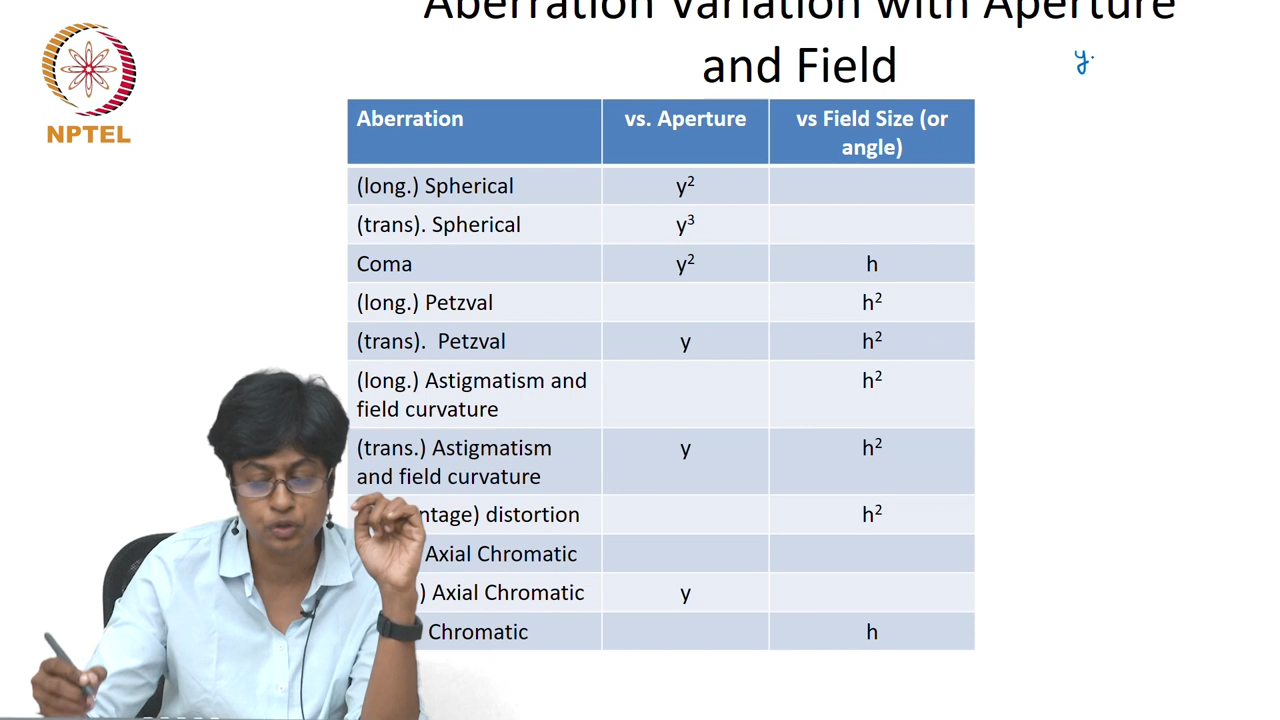 Aberration Variation with Aperture
and Field
y.
NPTEL
Aberration vs. Aperture vs Field Size (or angle)
(long.) Spherical y²
(trans). Spherical y³
Coma y² h
(long.) Petzval h²
(trans). Petzval y h²
(long.) Astigmatism and field curvature h²
(trans.) Astigmatism and field curvature y h²
ntage) distortion h²
Axial Chromatic
) Axial Chromatic y
Chromatic h